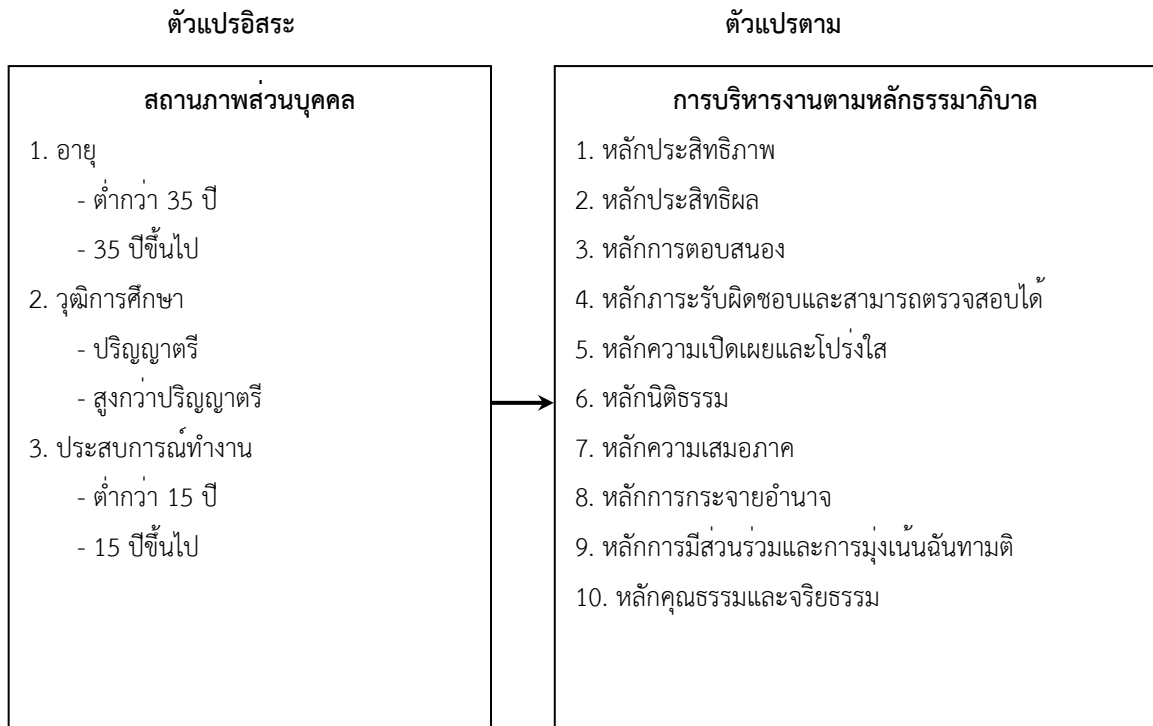 ตัวแปรอิสระ
ตัวแปรตาม
สถานภาพส่วนบุคคล
1. อายุ
- ต่ำกว่า 35 ปี
- 35 ปีขึ้นไป
2. วุฒิการศึกษา
- ปริญญาตรี
- สูงกว่าปริญญาตรี
3. ประสบการณ์ทำงาน
- ต่ำกว่า 15 ปี
- 15 ปีขึ้นไป
การบริหารงานตามหลักธรรมาภิบาล
1. หลักประสิทธิภาพ
2. หลักประสิทธิผล
3. หลักการตอบสนอง
4. หลักภาระรับผิดชอบและสามารถตรวจสอบได้
5. หลักความเปิดเผยและโปร่งใส
6. หลักนิติธรรม
7. หลักความเสมอภาค
8. หลักการกระจายอำนาจ
9. หลักการมีส่วนร่วมและการมุ่งเน้นฉันทามติ
10. หลักคุณธรรมและจริยธรรม